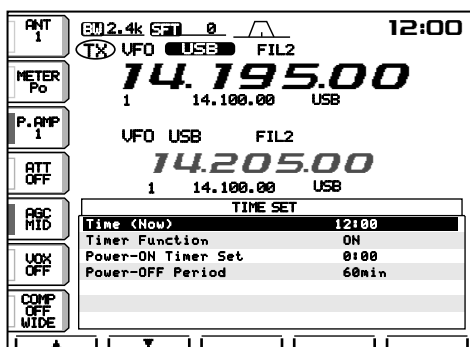 ANT 1
BW 2.4k SFT 0 12:00
TX VFO USB FIL2
METER Po
14.195.00
1 14.100.00 USB
P.AMP 1
VFO USB FIL2
ATT OFF
14.205.00
1 14.100.00 USB
AGC MID
TIME SET
Time (Now) 12:00
Timer Function ON
VOX OFF
Power-ON Timer Set 0:00
Power-OFF Period 60min
COMP OFF WIDE